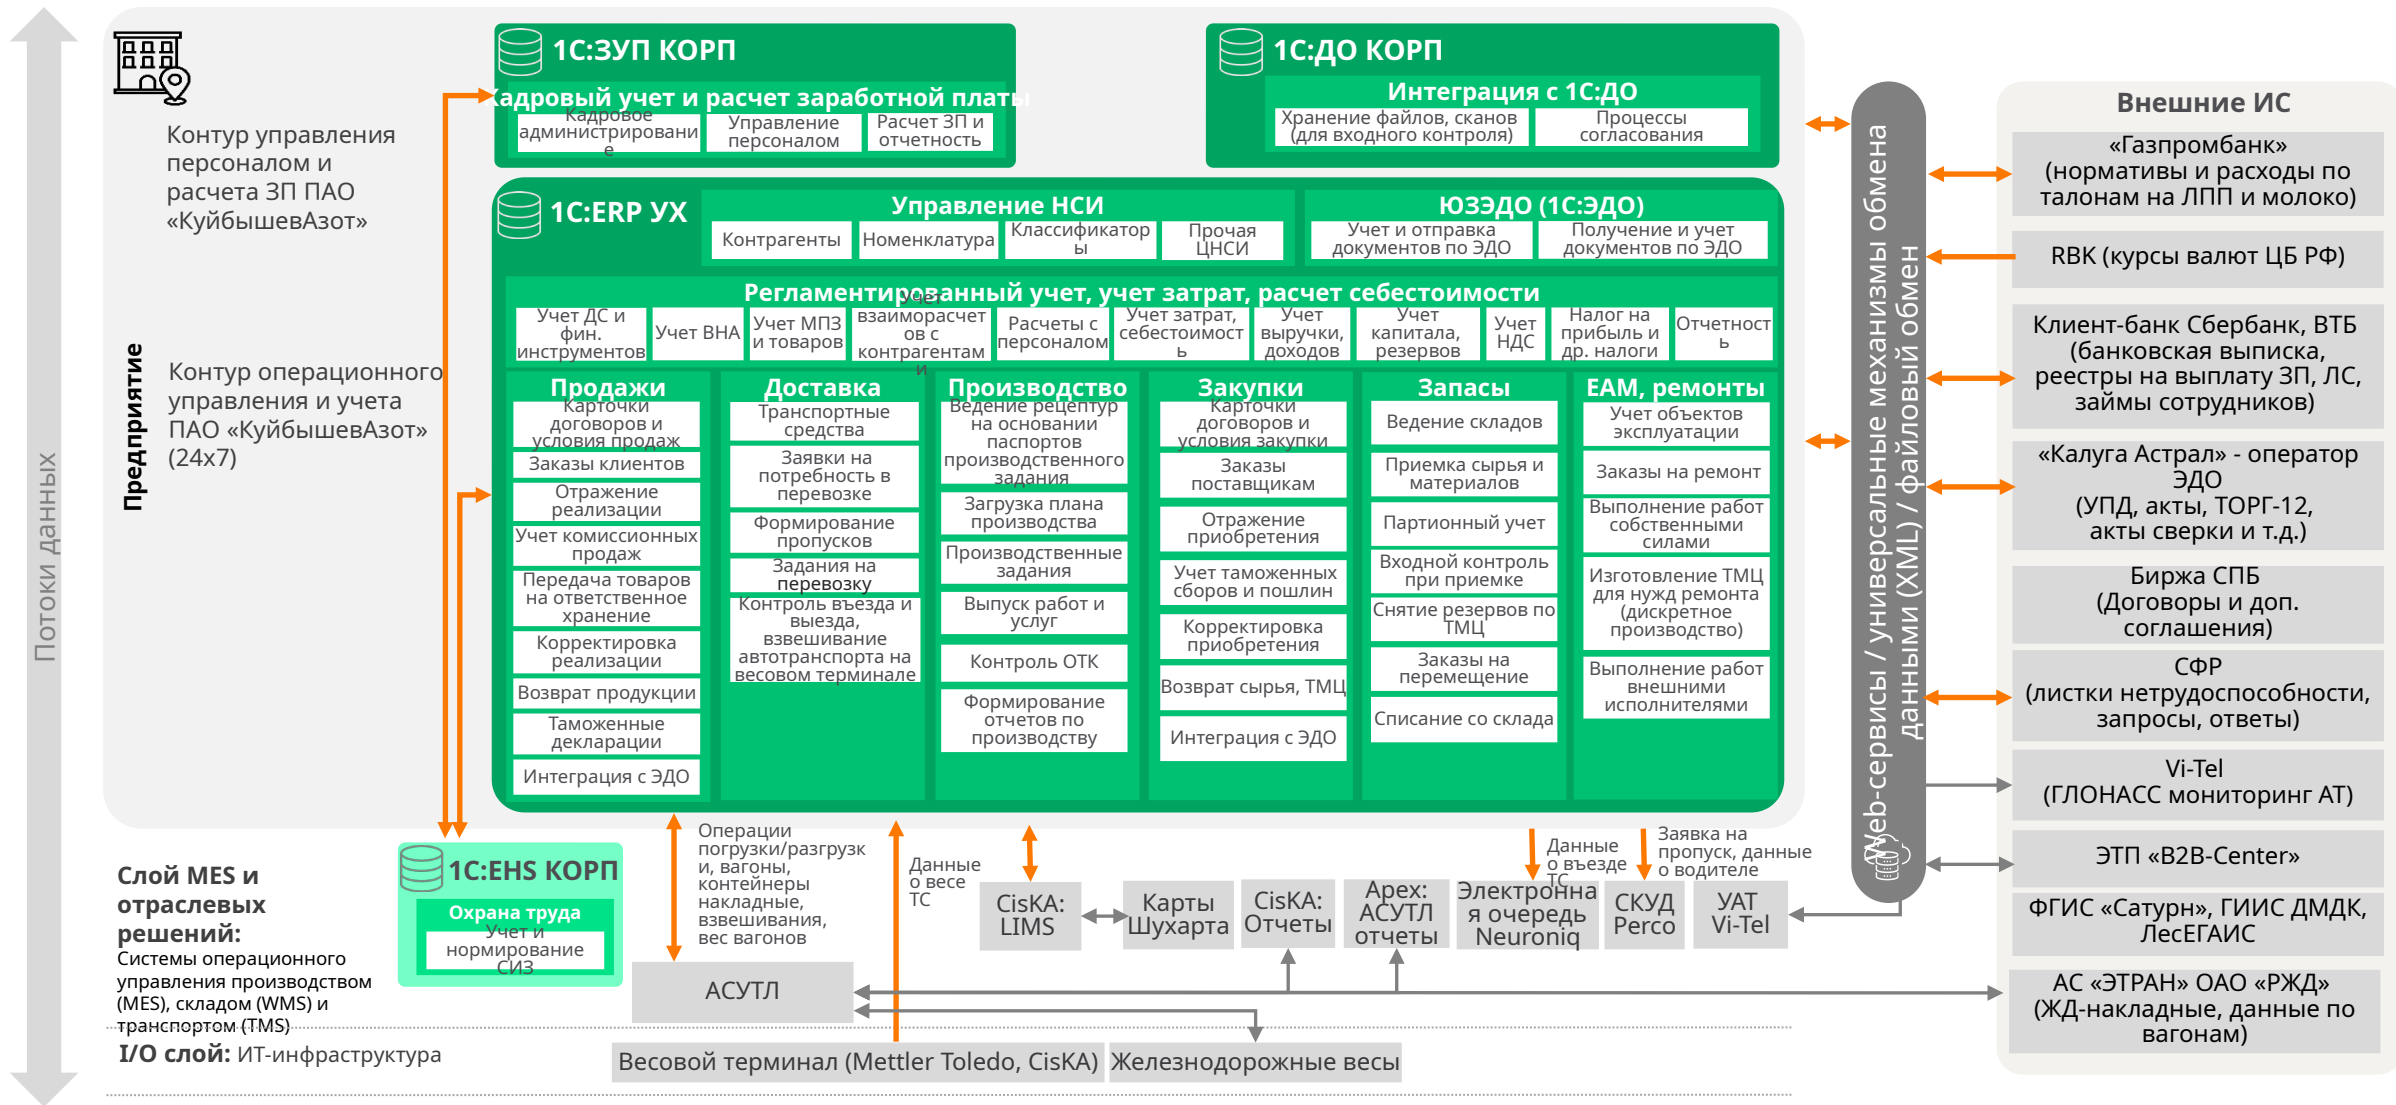 Потоки данных
Предприятие
Контур управления
персоналом и
расчета ЗП ПАО
«КуйбышевАзот»
Контур операционного
управления и учета
ПАО «КуйбышевАзот»
(24x7)
1С:ЗУП КОРП
Кадровый учет и расчет заработной платы
Кадровое
администрировани
е
Управление
персоналом
Расчет ЗП и
отчетность
1С:ДО КОРП
Интеграция с 1С:ДО
Хранение файлов, сканов
(для входного контроля)
Процессы
согласования
1С:ERP УХ
Управление НСИ
Контрагенты
Номенклатура
Классификатор
ы
Прочая
ЦНСИ
ЮЗЭДО (1С:ЭДО)
Учет и отправка
документов по ЭДО
Получение и учет
документов по ЭДО
Регламентированный учет, учет затрат, расчет себестоимости
Учет ДС и
фин.
инструментов
Учет ВНА
Учет МПЗ
и товаров
Учет
взаиморасчет
ов с
контрагентам
и
Расчеты с
персоналом
Учет затрат,
себестоимост
ь
Учет
выручки,
доходов
Учет
капитала,
резервов
Учет
НДС
Налог на
прибыль и
др. налоги
Отчетност
ь
Продажи
Карточки
договоров и
условия продаж
Заказы клиентов
Отражение
реализации
Учет комиссионных
продаж
Передача товаров
на ответственное
хранение
Корректировка
реализации
Возврат продукции
Таможенные
декларации
Интеграция с ЭДО
Доставка
Транспортные
средства
Заявки на
потребность в
перевозке
Формирование
пропусков
Задания на
перевозку
Контроль въезда и
выезда,
взвешивание
автотранспорта на
весовом терминале
Производство
Ведение рецептур
на основании
паспортов
производственного
задания
Загрузка плана
производства
Производственные
задания
Выпуск работ и
услуг
Контроль ОТК
Формирование
отчетов по
производству
Закупки
Карточки
договоров и
условия закупки
Заказы
поставщикам
Отражение
приобретения
Учет таможенных
сборов и пошлин
Корректировка
приобретения
Возврат сырья, ТМЦ
Интеграция с ЭДО
Запасы
Ведение складов
Приемка сырья и
материалов
Партионный учет
Входной контроль
при приемке
Снятие резервов по
ТМЦ
Заказы на
перемещение
Списание со склада
ЕАМ, ремонты
Учет объектов
эксплуатации
Заказы на ремонт
Выполнение работ
собственными
силами
Изготовление ТМЦ
для нужд ремонта
(дискретное
производство)
Выполнение работ
внешними
исполнителями
Web-сервисы / универсальные механизмы обмена
данными (XML) / файловый обмен
Внешние ИС
«Газпромбанк»
(нормативы и расходы по
талонам на ЛПП и молоко)
RBK (курсы валют ЦБ РФ)
Клиент-банк Сбербанк, ВТБ
(банковская выписка,
реестры на выплату ЗП, ЛС,
займы сотрудников)
«Калуга Астрал» - оператор
ЭДО
(УПД, акты, ТОРГ-12,
акты сверки и т.д.)
Биржа СПБ
(Договоры и доп.
соглашения)
СФР
(листки нетрудоспособности,
запросы, ответы)
Vi-Tel
(ГЛОНАСС мониторинг АТ)
ЭТП «B2B-Center»
ФГИС «Сатурн», ГИИС ДМДК,
ЛесЕГАИС
АС «ЭТРАН» ОАО «РЖД»
(ЖД-накладные, данные по
вагонам)
Слой MES и
отраслевых
решений:
Системы операционного
управления производством
(MES), складом (WMS) и
транспортом (TMS)
1С:EHS КОРП
Охрана труда
Учет и
нормирование
СИЗ
Операции
погрузки/разгрузк
и, вагоны,
контейнеры
накладные,
взвешивания,
вес вагонов
Данные
о весе
ТС
Данные
о въезде
ТС
Заявка на
пропуск, данные
о водителе
CisKA:
LIMS
Карты
Шухарта
CisKA:
Отчеты
Apex:
АСУТЛ
отчеты
Электронна
я очередь
Neuroniq
СКУД
Perco
УАТ
Vi-Tel
АСУТЛ
I/O слой: ИТ-инфраструктура
Весовой терминал (Mettler Toledo, CisKA)
Железнодорожные весы